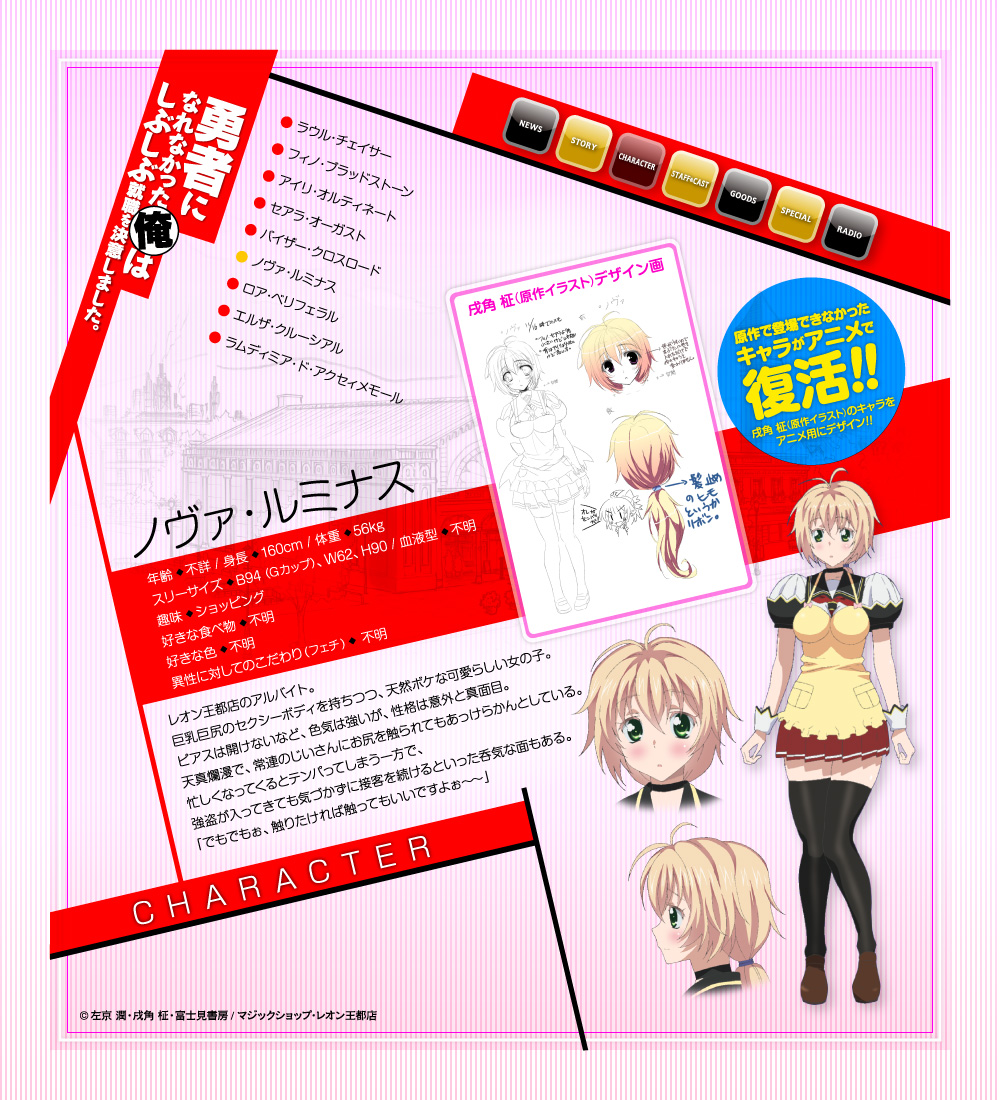 勇者に
なれなかった
しぶしぶ俺は
就職を決意しました。
NEWS
STORY
CHARACTER
STAFF+CAST
GOODS
SPECIAL
RADIO
ラウル・チェイサー
フィノ・ブラッドストーン
アイリ・オルティネート
セアラ・オーガスト
バイザー・クロスロード
ノヴァ・ルミナス
ロア・ペリフェラル
エルザ・クルーシアル
ラムディミア・ド・アクセィメモール
戌角 柾(原作イラスト)デザイン画
ノヴァ
髪止め
のヒモ
というか
リボン。
原作で登場できなかった
キャラがアニメで
復活!!
戌角 柾(原作イラスト)のキャラを
アニメ用にデザイン!!
ノヴァ・ルミナス
年齢◆不詳 / 身長◆160cm / 体重◆56kg
スリーサイズ◆B94 (Gカップ)、W62、H90 / 血液型◆不明
趣味◆ショッピング
好きな食べ物◆不明
好きな色◆不明
異性に対してのこだわり(フェチ)◆ 不明
レオン王都店のアルバイト。
巨乳巨尻のセクシーボディを持ちつつ、天然ボケな可愛らしい女の子。
ピアスは開けないなど、色気は強いが、性格は意外と真面目。
天真爛漫で、常連のじいさんにお尻を触られてもあっけらかんとしている。
忙しくなってくるとテンパってしまう一方で、
強盗が入ってきても気づかずに接客を続けるといった呑気な面もある。
「でもでもぉ、触りたければ触ってもいいですよぉ〜〜」
CHARACTER
© 左京 潤・戌角 柾・富士見書房 / マジックショップ・レオン王都店